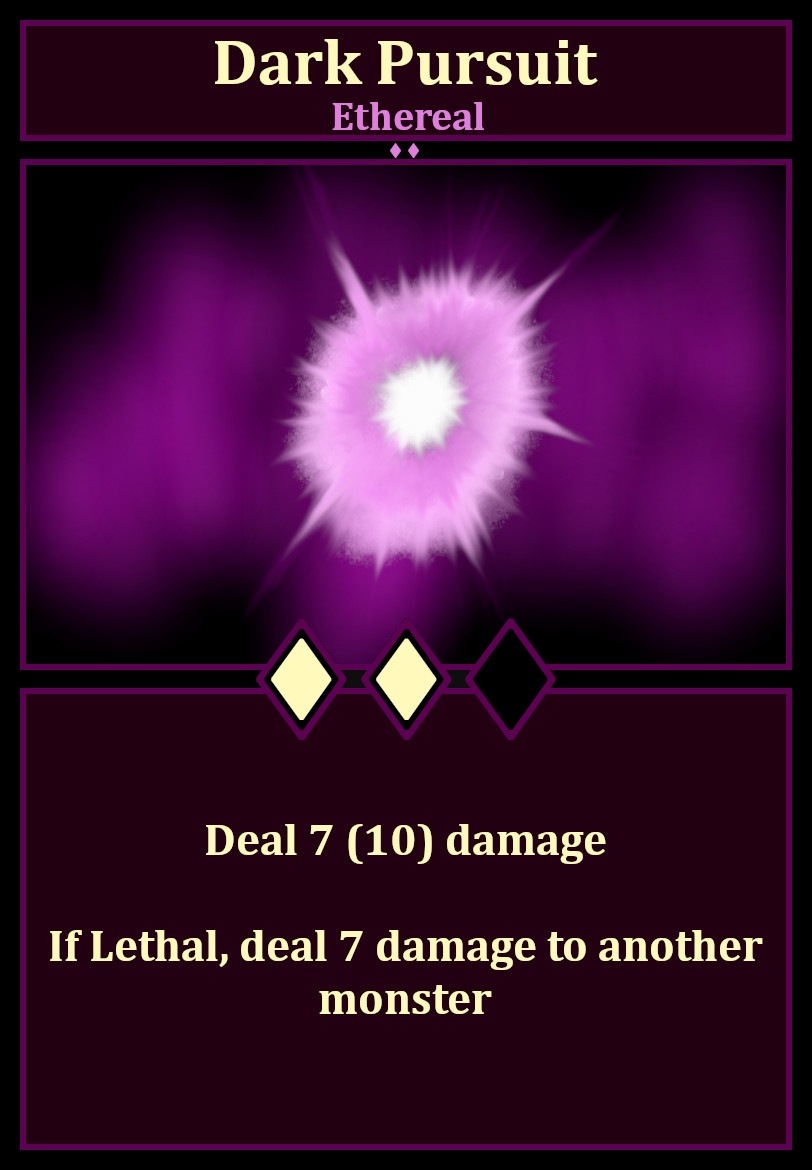 Dark Pursuit
Ethereal
Deal 7 (10) damage
If Lethal, deal 7 damage to another
monster